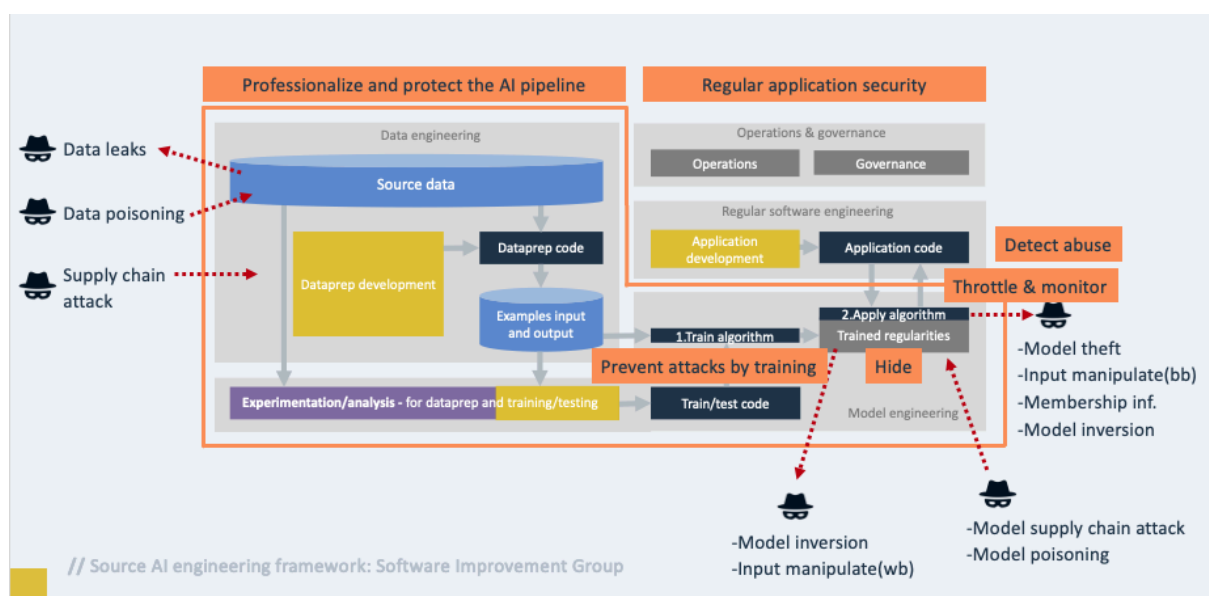 Professionalize and protect the AI pipeline
Regular application security
Data engineering
Operations & governance
Data leaks
Source data
Operations
Governance
Data poisoning
Regular software engineering
Dataprep code
Application
development
Application code
Detect abuse
Supply chain
attack
Dataprep development
Throttle & monitor
Examples input
and output
1.Train algorithm
2.Apply algorithm
Trained regularities
Prevent attacks by training
Hide
-Model theft
-Input manipulate(bb)
-Membership inf.
-Model inversion
Experimentation/analysis - for dataprep and training/testing
Train/test code
Model engineering
-Model inversion
-Input manipulate(wb)
-Model supply chain attack
-Model poisoning
// Source AI engineering framework: Software Improvement Group